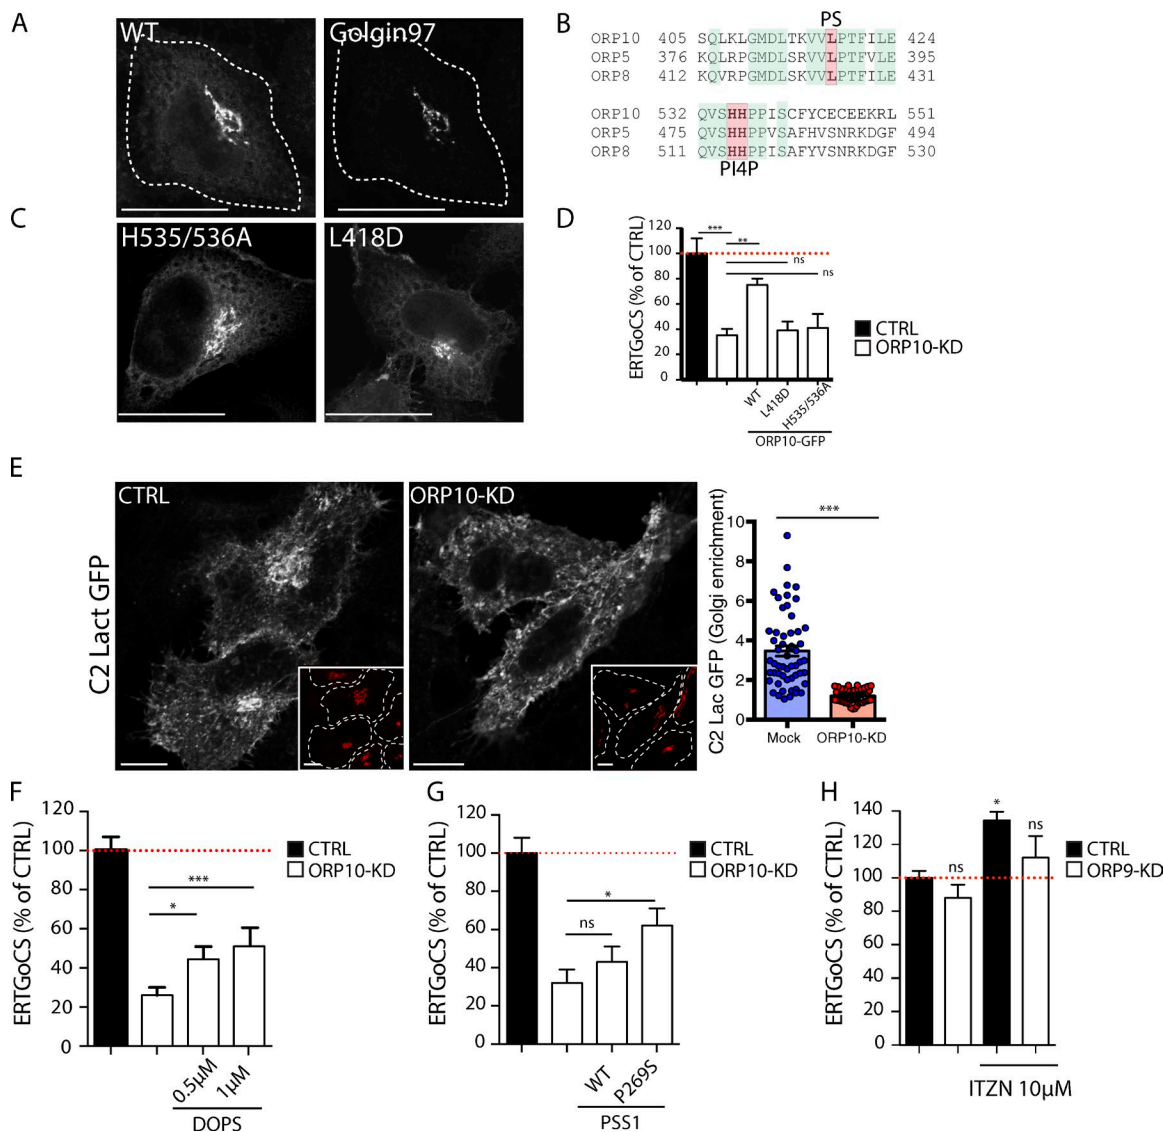 A
WT
Golgin97
B
PS
ORP10 405 SQLKLGMDLTKVVLPTFILE 424
ORP5 376 KQLRPGMDLSRVVLPTFVLE 395
ORP8 412 KQVRPGMDLSKVVLPTFILE 431
ORP10 532 QVSHHPPISCFYCECEEKRL 551
ORP5 475 QVSHHPPVSAFHVSNRKDGF 494
ORP8 511 QVSHHPPISAFYVSNRKDGF 530
PI4P
C
H535/536A
L418D
D
ERTGoCS (% of CTRL)
120
100
80
60
40
20
0
***
**
ns
ns
WT
L418D
H535/536A
ORP10-GFP
CTRL
ORP10-KD
E
C2 Lact GFP
CTRL
ORP10-KD
C2 Lac GFP (Golgi enrichment)
10
8
6
4
2
0
***
Mock
ORP10-KD
F
ERTGoCS (% of CTRL)
120
100
80
60
40
20
0
***
*
0.5µM
1µM
DOPS
CTRL
ORP10-KD
G
ERTGoCS (% of CTRL)
120
100
80
60
40
20
0
*
ns
WT
P269S
PSS1
CTRL
ORP10-KD
H
ERTGoCS (% of CTRL)
140
120
100
80
60
40
20
0
ns
*
ns
ITZN 10µM
CTRL
ORP9-KD